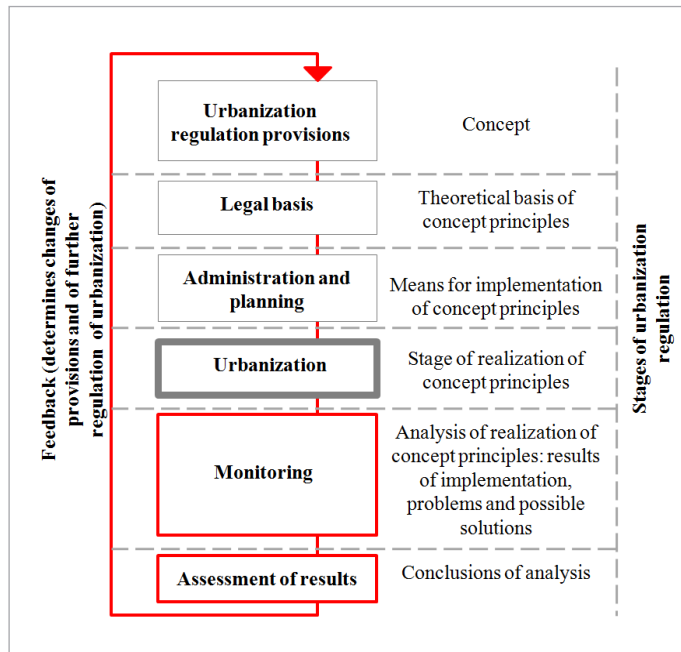 Urbanization
regulation provisions
Concept
Legal basis
Theoretical basis of
concept principles
Administration and
planning
Means for implementation
of concept principles
Urbanization
Stage of realization of
concept principles
Monitoring
Analysis of realization of
concept principles: results
of implementation,
problems and possible
solutions
Assessment of results
Conclusions of analysis
Feedback (determines changes of
provisions and of further
regulation of urbanization)
Stages of urbanization
regulation